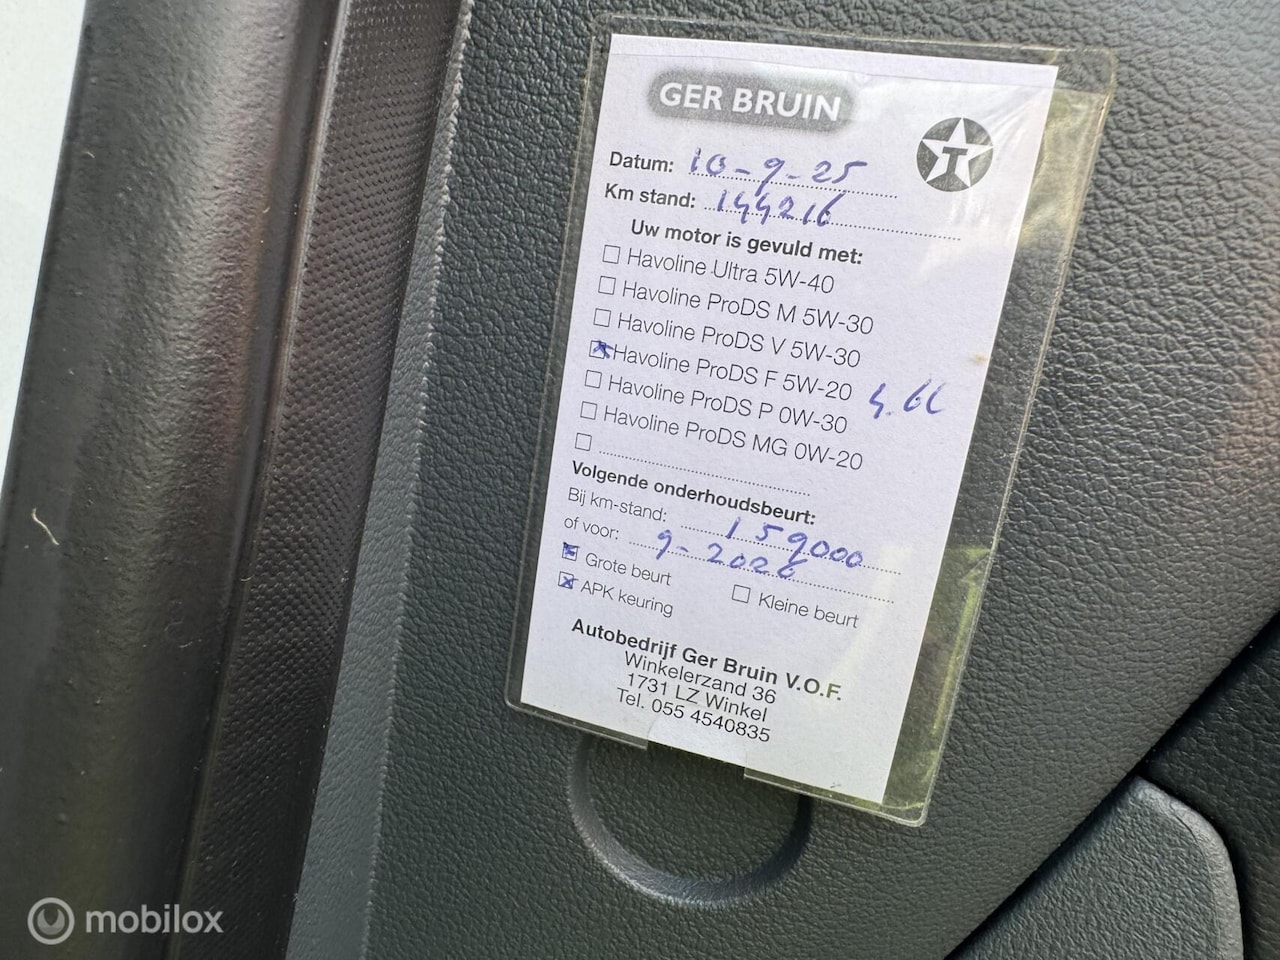 GER BRUIN
T
Datum: 10-9-25
Km stand: 144216
Uw motor is gevuld met:
Havoline Ultra 5W-40
Havoline ProDS M 5W-30
Havoline ProDS V 5W-30
Havoline ProDS F 5W-20 4.6L
Havoline ProDS P 0W-30
Havoline ProDS MG 0W-20
Volgende onderhoudsbeurt:
Bij km-stand: 159000
of voor: 9-2026
Grote beurt
Kleine beurt
APK keuring
Autobedrijf Ger Bruin V.O.F.
Winkelerzand 36
1731 LZ Winkel
Tel. 055 4540835
mobilox